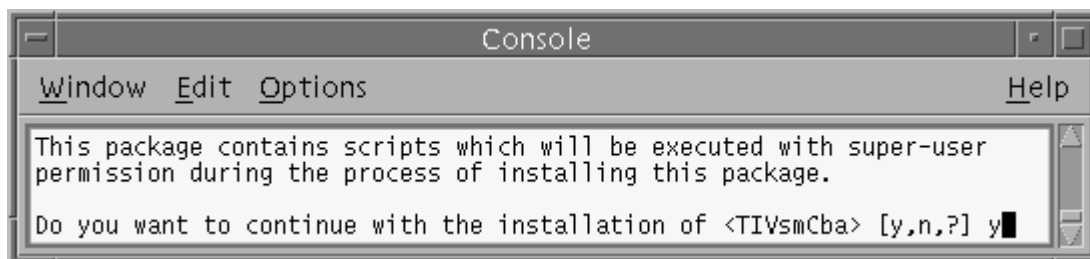 Console
Window Edit Options Help
This package contains scripts which will be executed with super-user
permission during the process of installing this package.
Do you want to continue with the installation of <TIVsmCba> [y,n,?] y